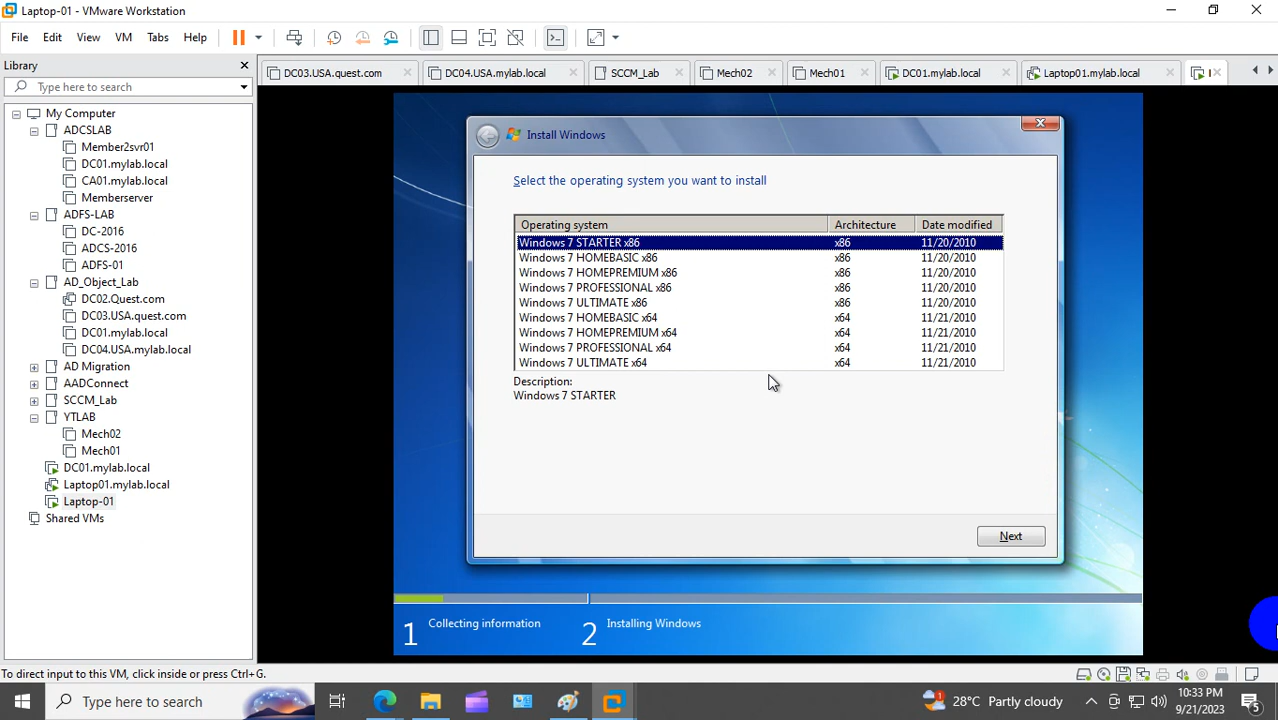 Laptop-01 - VMware Workstation
File Edit View VM Tabs Help
Library
Type here to search
My Computer
ADCSLAB
Member2svr01
DC01.mylab.local
CA01.mylab.local
Memberserver
ADFS-LAB
DC-2016
ADCS-2016
ADFS-01
AD_Object_Lab
DC02.Quest.com
DC03.USA.quest.com
DC01.mylab.local
DC04.USA.mylab.local
AD Migration
AADConnect
SCCM_Lab
YTLAB
Mech02
Mech01
DC01.mylab.local
Laptop01.mylab.local
Laptop-01
Shared VMs
DC03.USA.quest.com DC04.USA.mylab.local SCCM_Lab Mech02 Mech01 DC01.mylab.local Laptop01.mylab.local
Install Windows
Select the operating system you want to install
Operating system Architecture Date modified
Windows 7 STARTER x86 x86 11/20/2010
Windows 7 HOMEBASIC x86 x86 11/20/2010
Windows 7 HOMEPREMIUM x86 x86 11/20/2010
Windows 7 PROFESSIONAL x86 x86 11/20/2010
Windows 7 ULTIMATE x86 x86 11/20/2010
Windows 7 HOMEBASIC x64 x64 11/21/2010
Windows 7 HOMEPREMIUM x64 x64 11/21/2010
Windows 7 PROFESSIONAL x64 x64 11/21/2010
Windows 7 ULTIMATE x64 x64 11/21/2010
Description:
Windows 7 STARTER
Next
1 Collecting information 2 Installing Windows
To direct input to this VM, click inside or press Ctrl+G.
Type here to search
1 28°C Partly cloudy
10:33 PM
9/21/2023
5